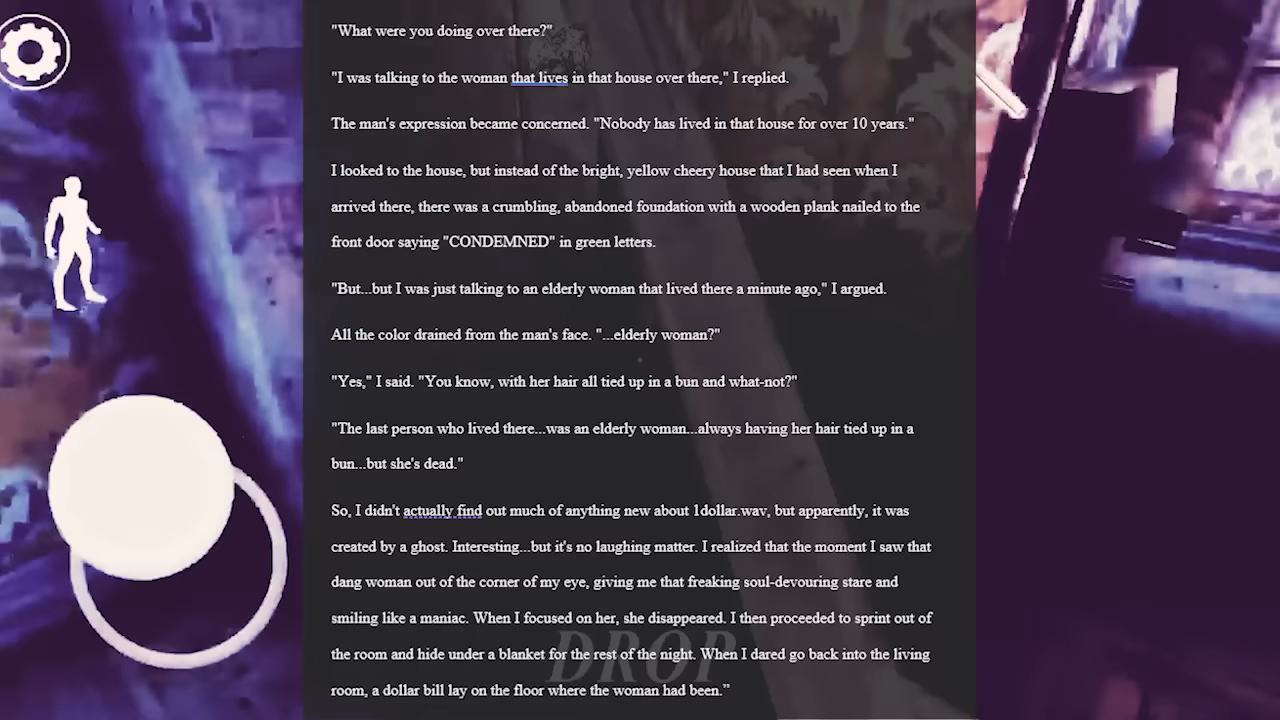 "What were you doing over there?"
"I was talking to the woman that lives in that house over there," I replied.
The man's expression became concerned. "Nobody has lived in that house for over 10 years."
I looked to the house, but instead of the bright, yellow cheery house that I had seen when I
arrived there, there was a crumbling, abandoned foundation with a wooden plank nailed to the
front door saying "CONDEMNED" in green letters.
"But...but I was just talking to an elderly woman that lived there a minute ago," I argued.
All the color drained from the man's face. "...elderly woman?"
"Yes," I said. "You know, with her hair all tied up in a bun and what-not?"
"The last person who lived there...was an elderly woman...always having her hair tied up in a
bun...but she's dead."
So, I didn't actually find out much of anything new about 1dollar.wav, but apparently, it was
created by a ghost. Interesting...but it's no laughing matter. I realized that the moment I saw that
dang woman out of the corner of my eye, giving me that freaking soul-devouring stare and
smiling like a maniac. When I focused on her, she disappeared. I then proceeded to sprint out of
the room and hide under a blanket for the rest of the night. When I dared go back into the living
room, a dollar bill lay on the floor where the woman had been.”
DROP